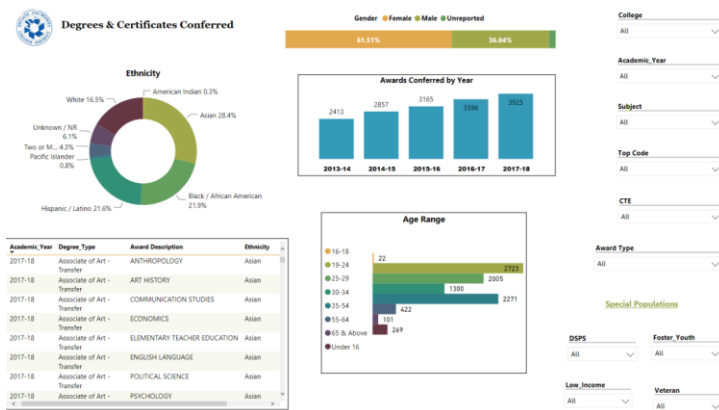 Degrees & Certificates Conferred
Gender Female Male Unreported
61.51% 36.04%
Ethnicity
American Indian 0.3%
White 16.5%
Asian 28.4%
Unknown / NR
6.1%
Two or M... 4.3%
Pacific Islander
0.8%
Black / African American
21.9%
Hispanic / Latino 21.6%
Awards Conferred by Year
2413 2857 3165 3596 3925
2013-14 2014-15 2015-16 2016-17 2017-18
Age Range
16-18
19-24
25-29
30-34
35-54
55-64
65 & Above
Under 16
22
2723
2005
1300
2271
422
101
269
Academic_Year Degree_Type Award Description Ethnicity
2017-18 Associate of Art - ANTHROPOLOGY Asian
Transfer
2017-18 Associate of Art - ART HISTORY Asian
Transfer
2017-18 Associate of Art - COMMUNICATION STUDIES Asian
Transfer
2017-18 Associate of Art - ECONOMICS Asian
Transfer
2017-18 Associate of Art - ELEMENTARY TEACHER EDUCATION Asian
Transfer
2017-18 Associate of Art - ENGLISH LANGUAGE Asian
Transfer
2017-18 Associate of Art - POLITICAL SCIENCE Asian
Transfer
2017-18 Associate of Art - PSYCHOLOGY Asian
College
All
Academic_Year
All
Subject
All
Top Code
All
CTE
All
Award Type
All
Special Populations
DSPS Foster_Youth
All All
Low_Income Veteran
All All